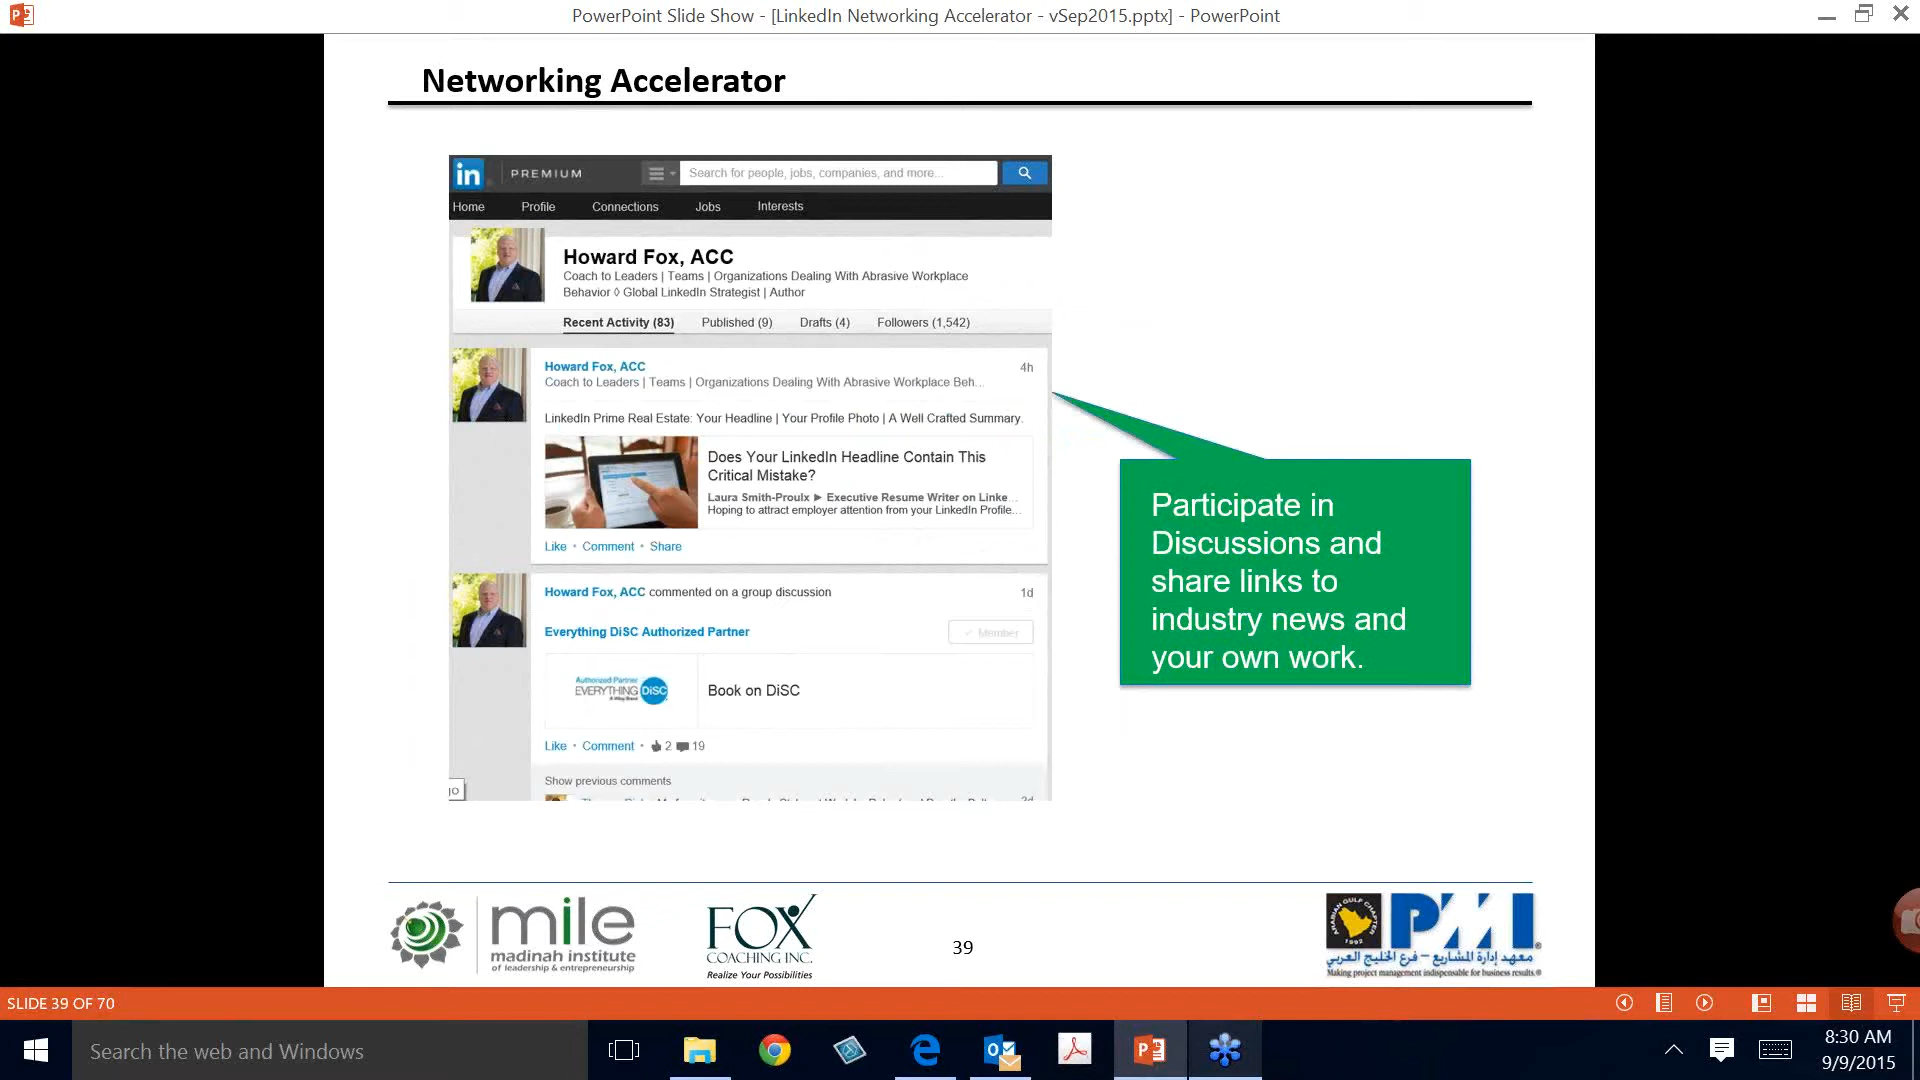 PowerPoint Slide Show - [LinkedIn Networking Accelerator - vSep2015.pptx] - PowerPoint
Networking Accelerator
in PREMIUM
Search for people, jobs, companies, and more...
Home Profile Connections Jobs Interests
Howard Fox, ACC
Coach to Leaders | Teams | Organizations Dealing With Abrasive Workplace
Behavior ◊ Global LinkedIn Strategist | Author
Recent Activity (83) Published (9) Drafts (4) Followers (1,542)
Howard Fox, ACC 4h
Coach to Leaders | Teams | Organizations Dealing With Abrasive Workplace Beh...
LinkedIn Prime Real Estate: Your Headline | Your Profile Photo | A Well Crafted Summary.
Does Your LinkedIn Headline Contain This
Critical Mistake?
Laura Smith-Proulx ► Executive Resume Writer on Linke...
Hoping to attract employer attention from your LinkedIn Profile...
Like • Comment • Share
Howard Fox, ACC commented on a group discussion 1d
Everything DiSC Authorized Partner ✓ Member
Authorized Partner
EVERYTHING DiSC
A Wiley Brand
Book on DiSC
Like • Comment • 2 19
Show previous comments
Participate in
Discussions and
share links to
industry news and
your own work.
mile
madinah institute
of leadership & entrepreneurship
FOX
COACHING INC.
Realize Your Possibilities
39
ARABIAN GULF CHAPTER
1992
PMI
معهد إدارة المشاريع – فرع الخليج العربي
Making project management indispensable for business results.®
SLIDE 39 OF 70
Search the web and Windows
8:30 AM
9/9/2015